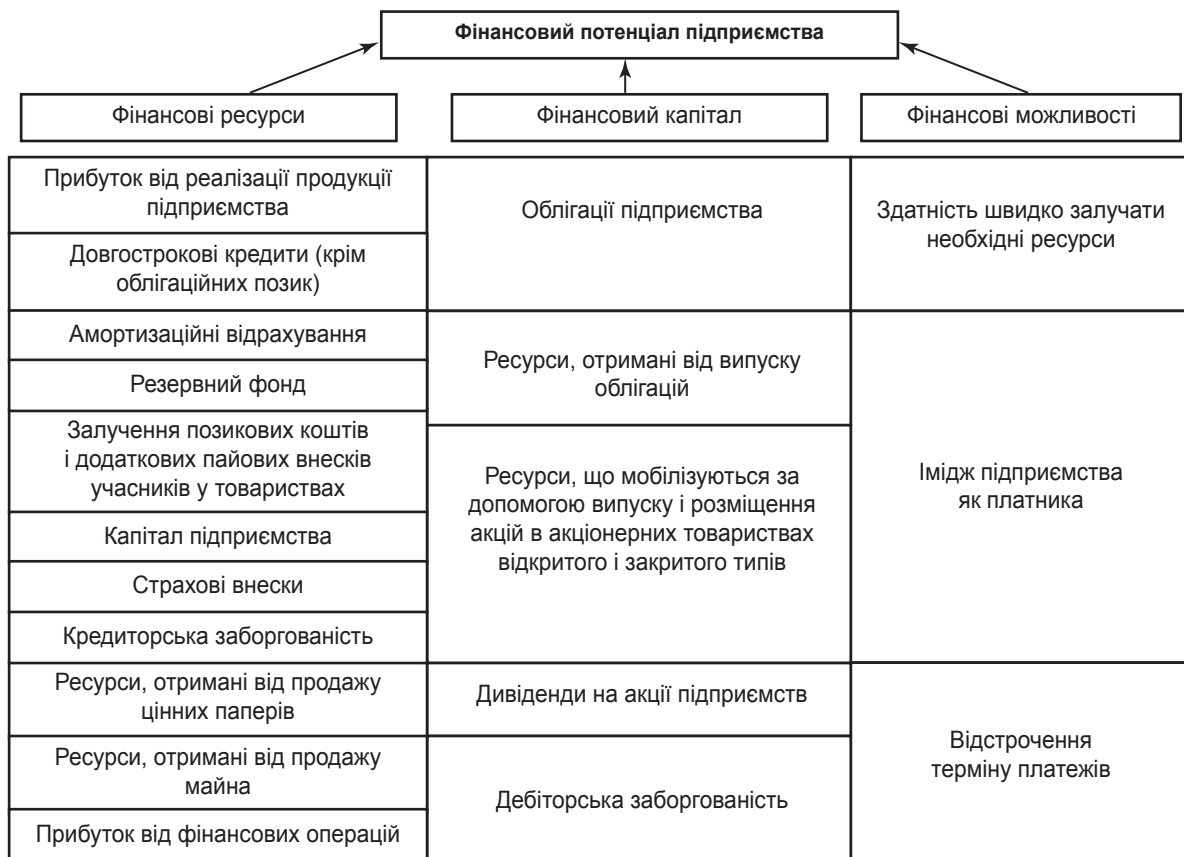 Фінансовий потенціал підприємства
Фінансові ресурси
Фінансовий капітал
Фінансові можливості
Прибуток від реалізації продукції
підприємства
Довгострокові кредити (крім
облігаційних позик)
Амортизаційні відрахування
Резервний фонд
Залучення позикових коштів
і додаткових пайових внесків
учасників у товариствах
Капітал підприємства
Страхові внески
Кредиторська заборгованість
Ресурси, отримані від продажу
цінних паперів
Ресурси, отримані від продажу
майна
Прибуток від фінансових операцій
Облігації підприємства
Ресурси, отримані від випуску
облігацій
Ресурси, що мобілізуються за
допомогою випуску і розміщення
акцій в акціонерних товариствах
відкритого і закритого типів
Дивіденди на акції підприємств
Дебіторська заборгованість
Здатність швидко залучати
необхідні ресурси
Імідж підприємства
як платника
Відстрочення
терміну платежів